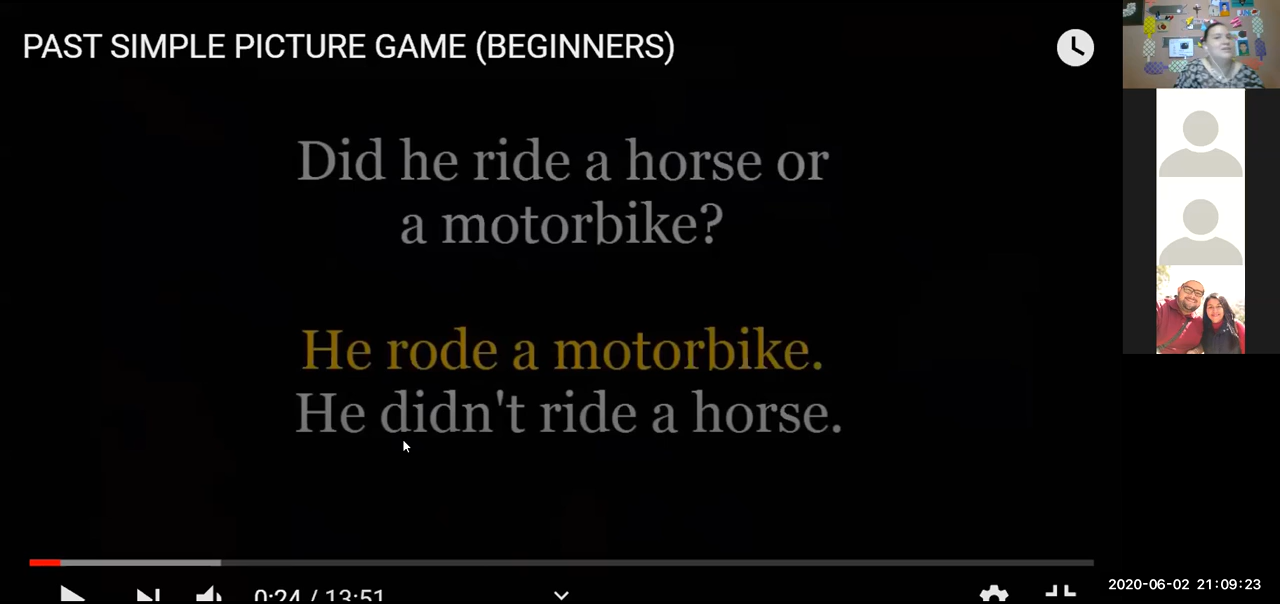 PAST SIMPLE PICTURE GAME (BEGINNERS)
Did he ride a horse or
a motorbike?
He rode a motorbike.
He didn't ride a horse.
0:24 / 13:51
2020-06-02 21:09:23